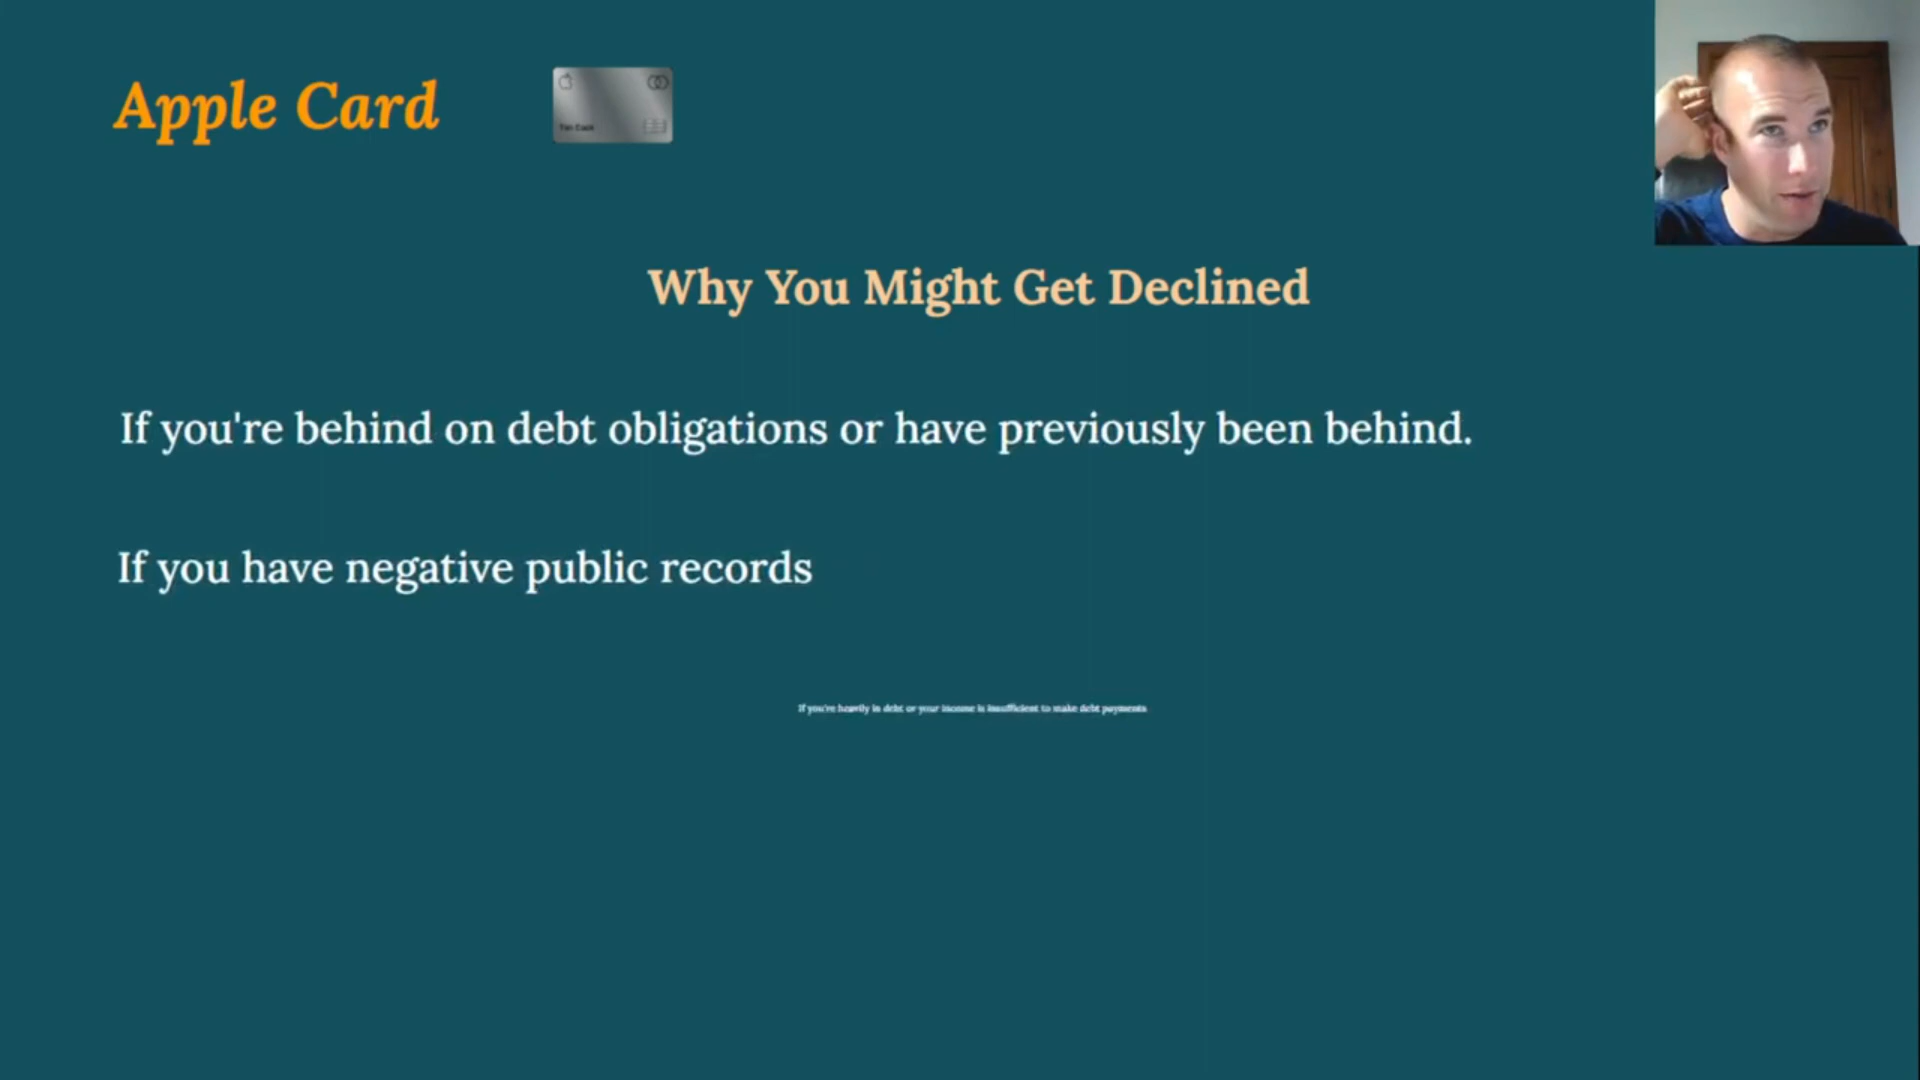 Apple Card
Tim Cook
Why You Might Get Declined
If you're behind on debt obligations or have previously been behind.
If you have negative public records
If you're heavily in debt or your income is insufficient to make debt payments